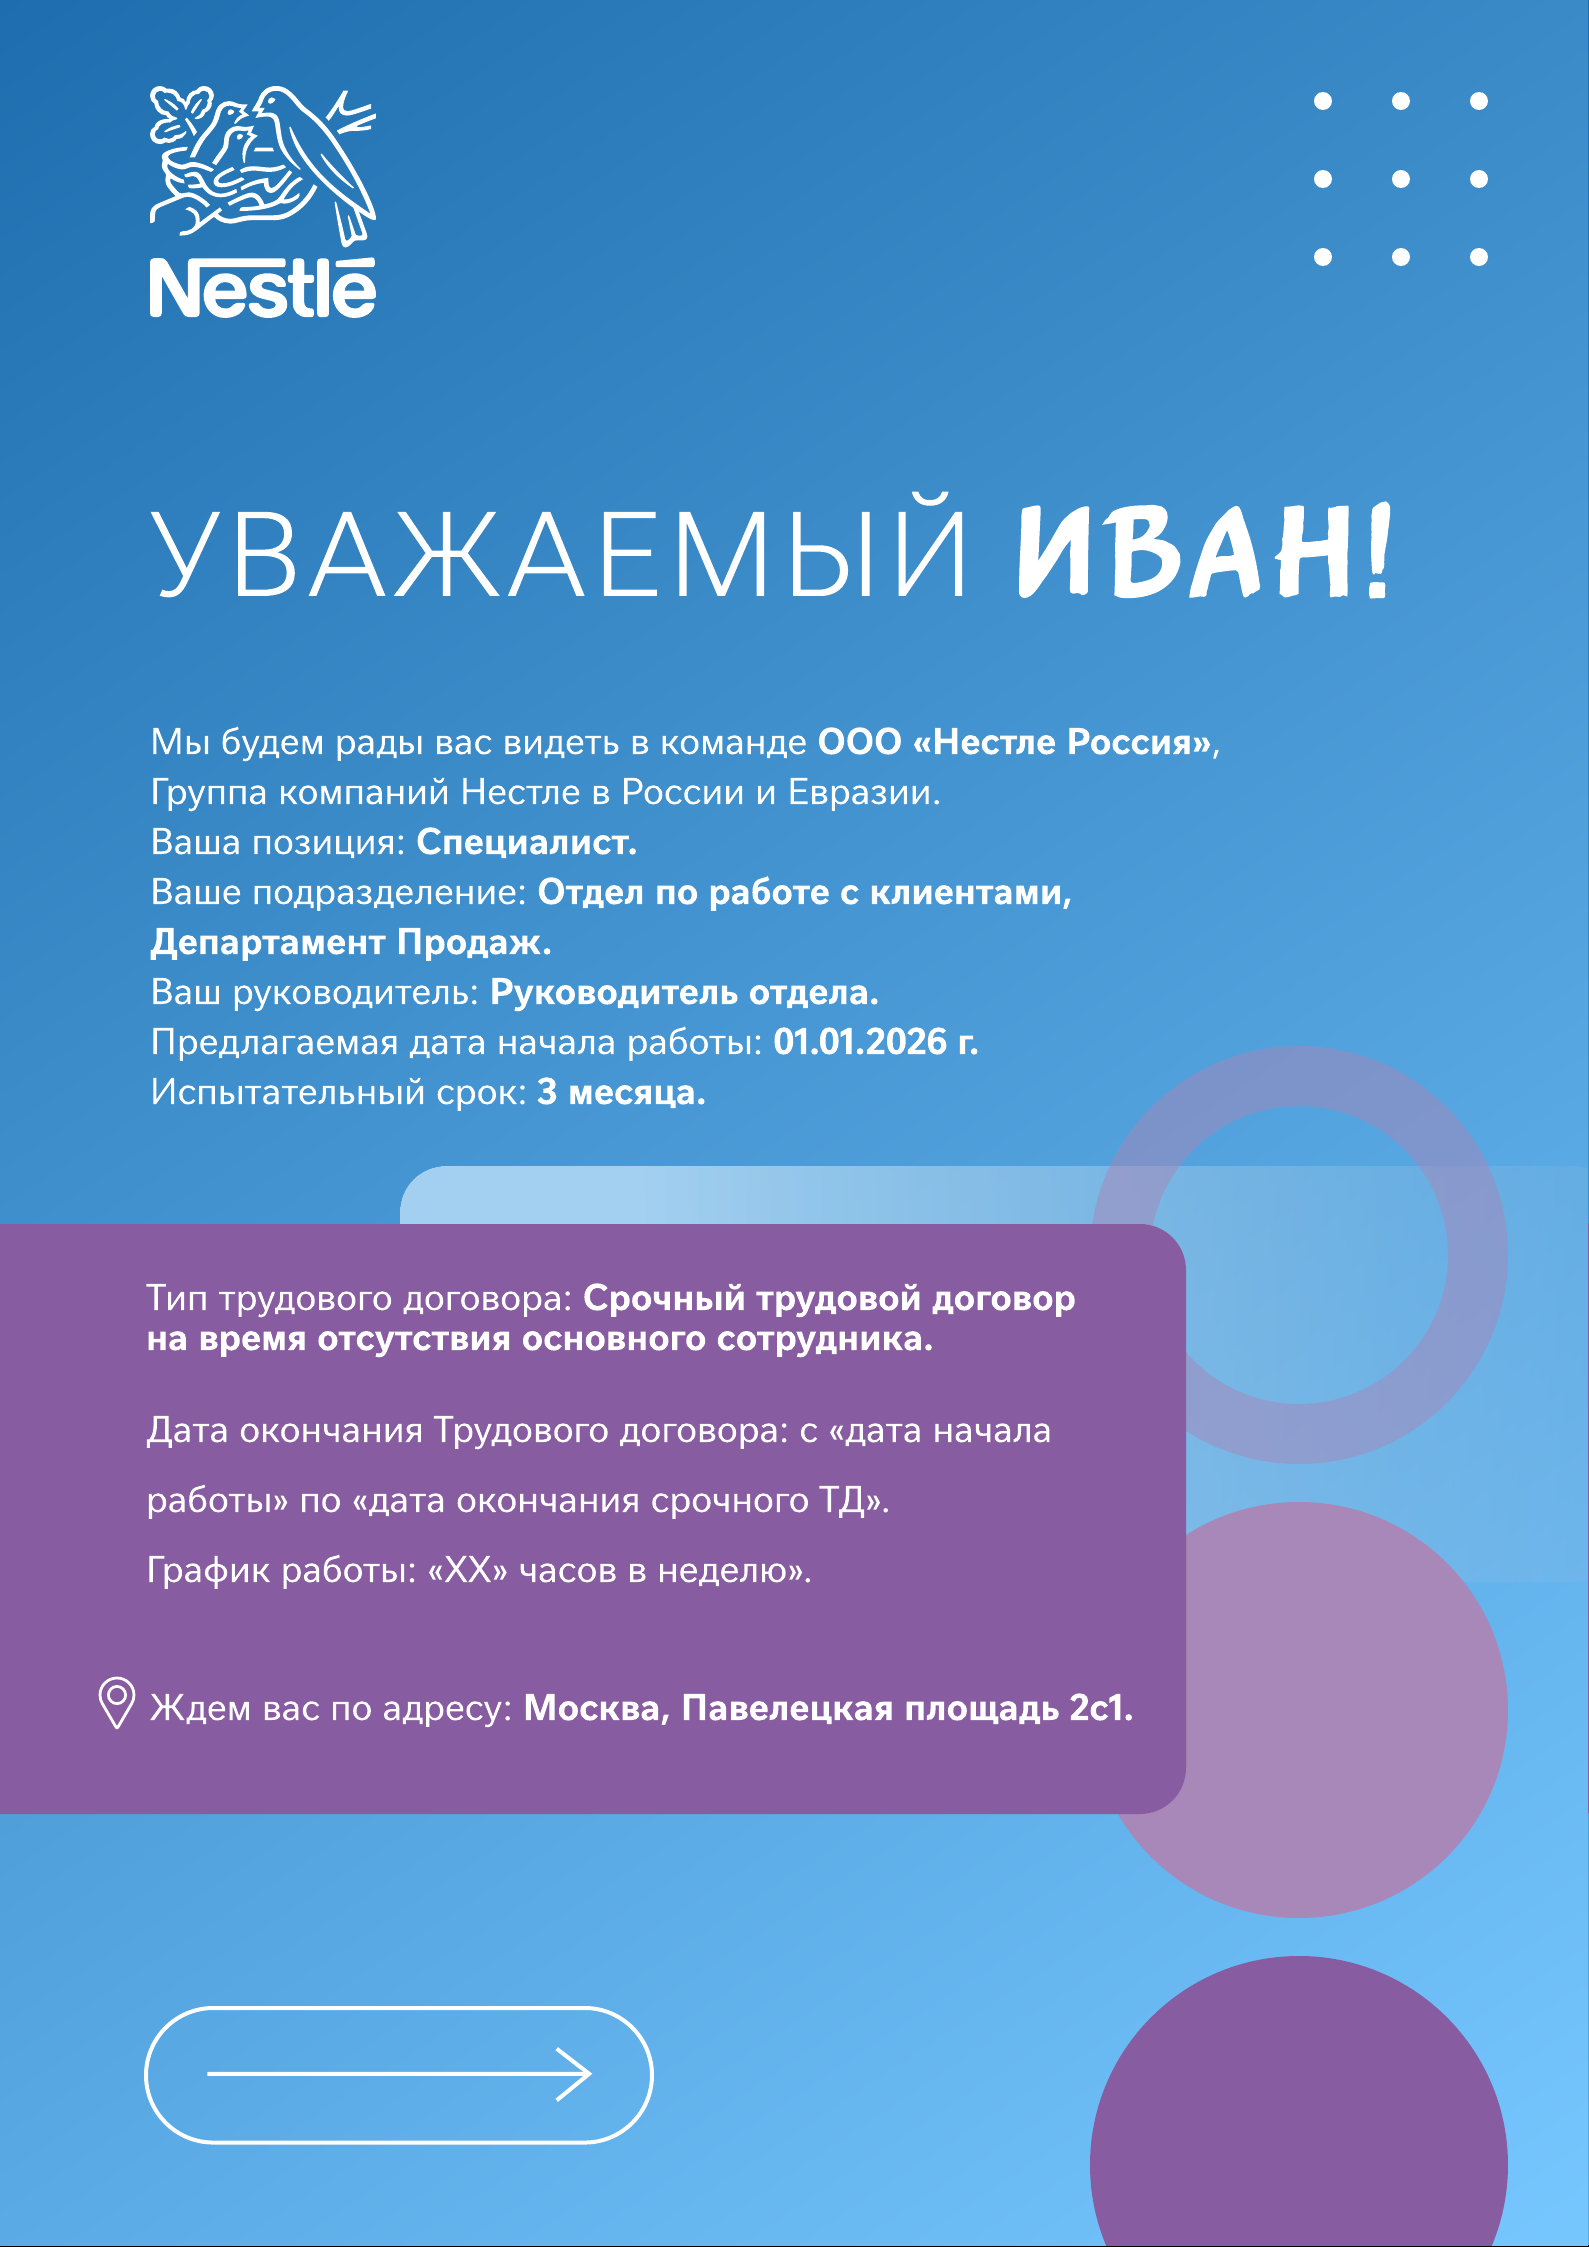 Nestlé
УВАЖАЕМЫЙ ИВАН!
Мы будем рады вас видеть в команде ООО «Нестле Россия»,
Группа компаний Нестле в России и Евразии.
Ваша позиция: Специалист.
Ваше подразделение: Отдел по работе с клиентами,
Департамент Продаж.
Ваш руководитель: Руководитель отдела.
Предлагаемая дата начала работы: 01.01.2026 г.
Испытательный срок: 3 месяца.
Тип трудового договора: Срочный трудовой договор
на время отсутствия основного сотрудника.
Дата окончания Трудового договора: с «дата начала
работы» по «дата окончания срочного ТД».
График работы: «ХХ» часов в неделю».
Ждем вас по адресу: Москва, Павелецкая площадь 2с1.